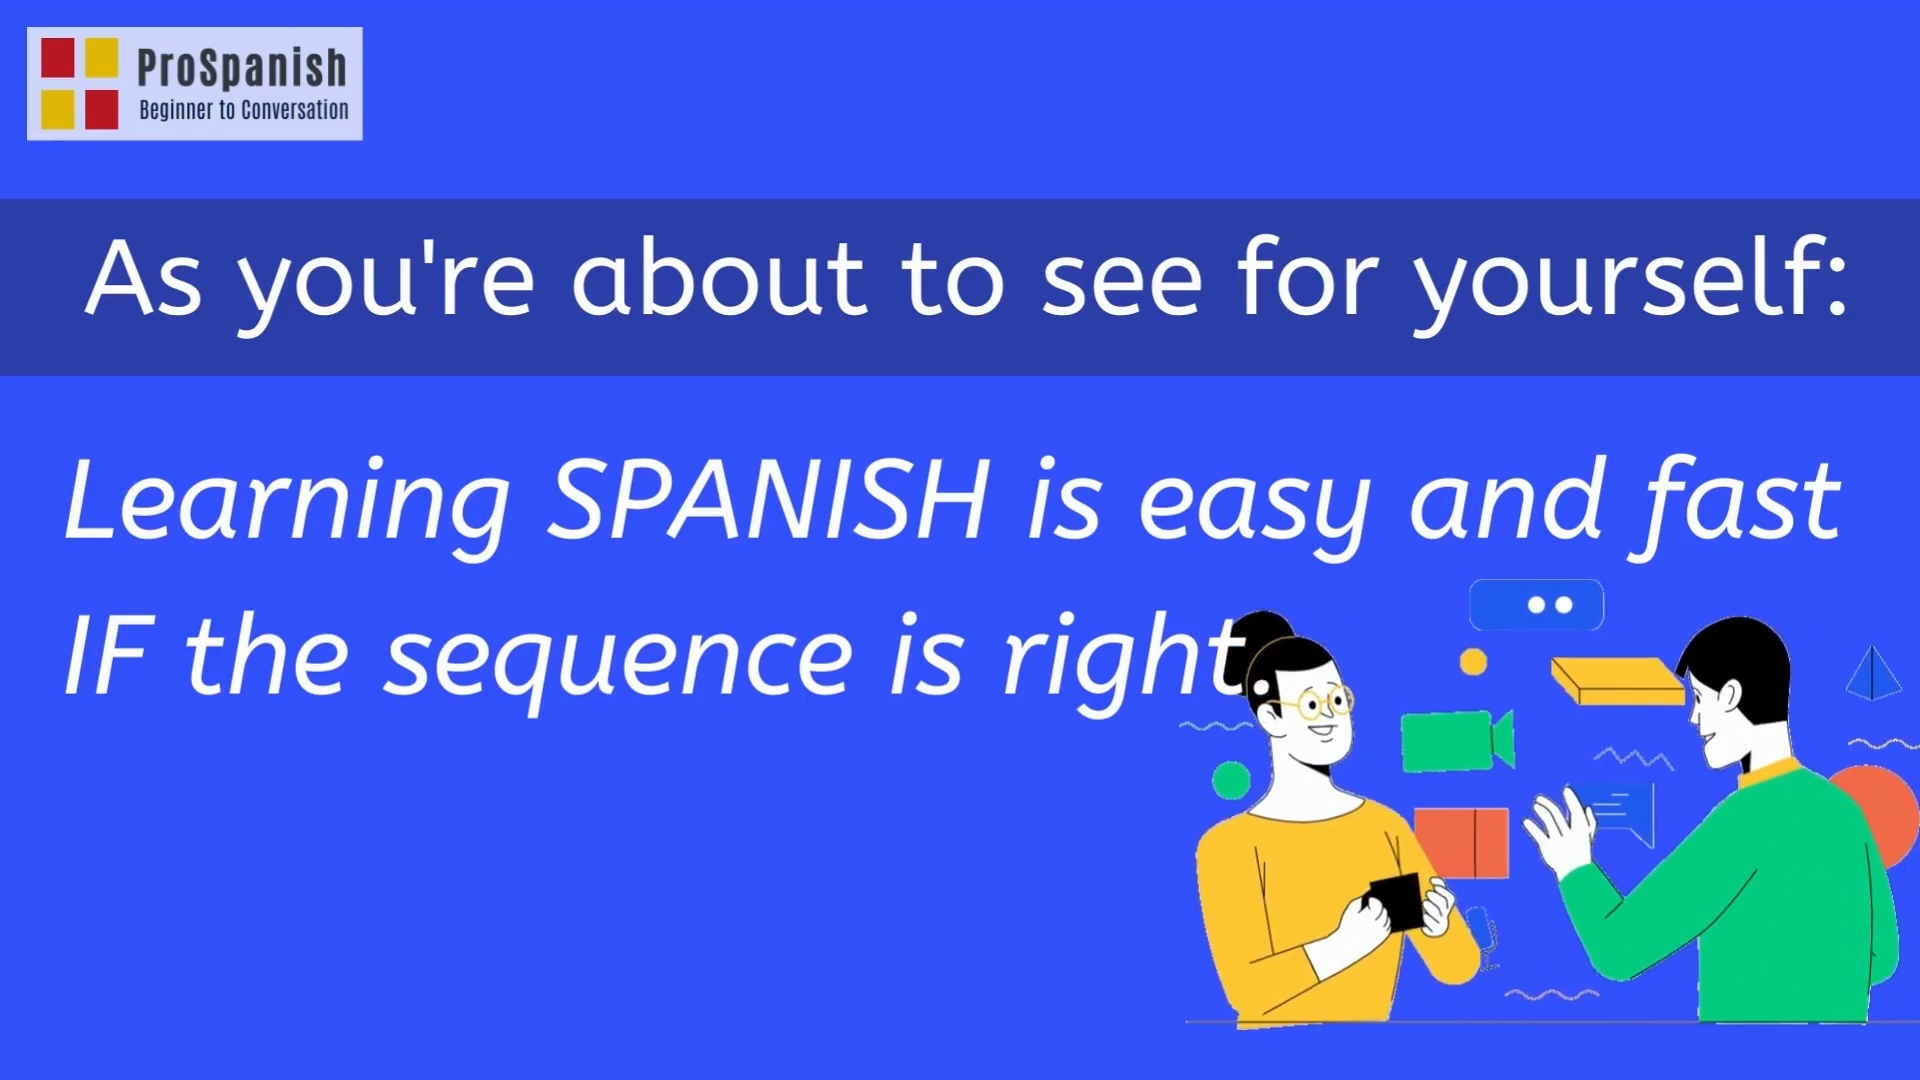 ProSpanish
Beginner to Conversation
As you're about to see for yourself:
Learning SPANISH is easy and fast
IF the sequence is right